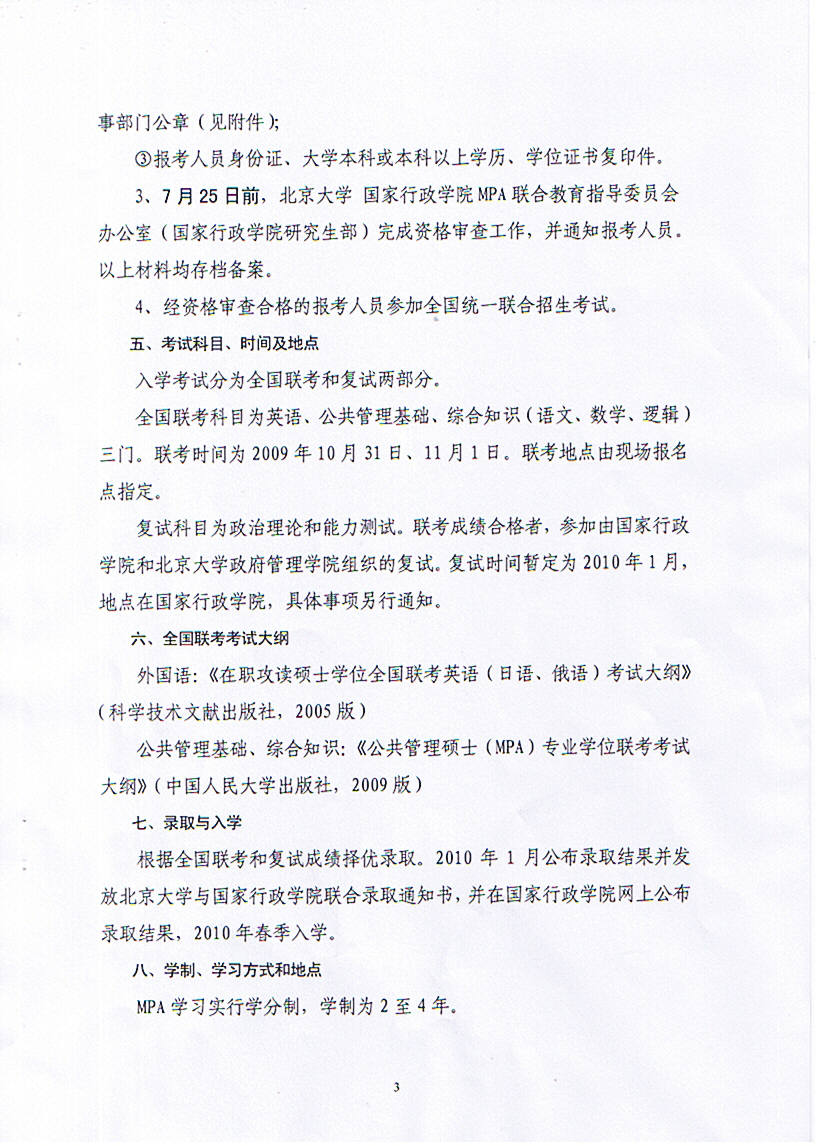 事部门公章（见附件）；
③报考人员身份证、大学本科或本科以上学历、学位证书复印件。
3、7月25日前，北京大学 国家行政学院MPA联合教育指导委员会
办公室（国家行政学院研究生部）完成资格审查工作，并通知报考人员。
以上材料均存档备案。
4、经资格审查合格的报考人员参加全国统一联合招生考试。
五、考试科目、时间及地点
入学考试分为全国联考和复试两部分。
全国联考科目为英语、公共管理基础、综合知识（语文、数学、逻辑）
三门。联考时间为2009年10月31日、11月1日。联考地点由现场报名
点指定。
复试科目为政治理论和能力测试。联考成绩合格者，参加由国家行政
学院和北京大学政府管理学院组织的复试。复试时间暂定为2010年1月，
地点在国家行政学院，具体事项另行通知。
六、全国联考考试大纲
外国语：《在职攻读硕士学位全国联考英语（日语、俄语）考试大纲》
（科学技术文献出版社，2005版）
公共管理基础、综合知识：《公共管理硕士（MPA）专业学位联考考试
大纲》（中国人民大学出版社，2009版）
七、录取与入学
根据全国联考和复试成绩择优录取。2010 年 1 月公布录取结果并发
放北京大学与国家行政学院联合录取通知书，并在国家行政学院网上公布
录取结果，2010年春季入学。
八、学制、学习方式和地点
MPA学习实行学分制，学制为2至4年。
3